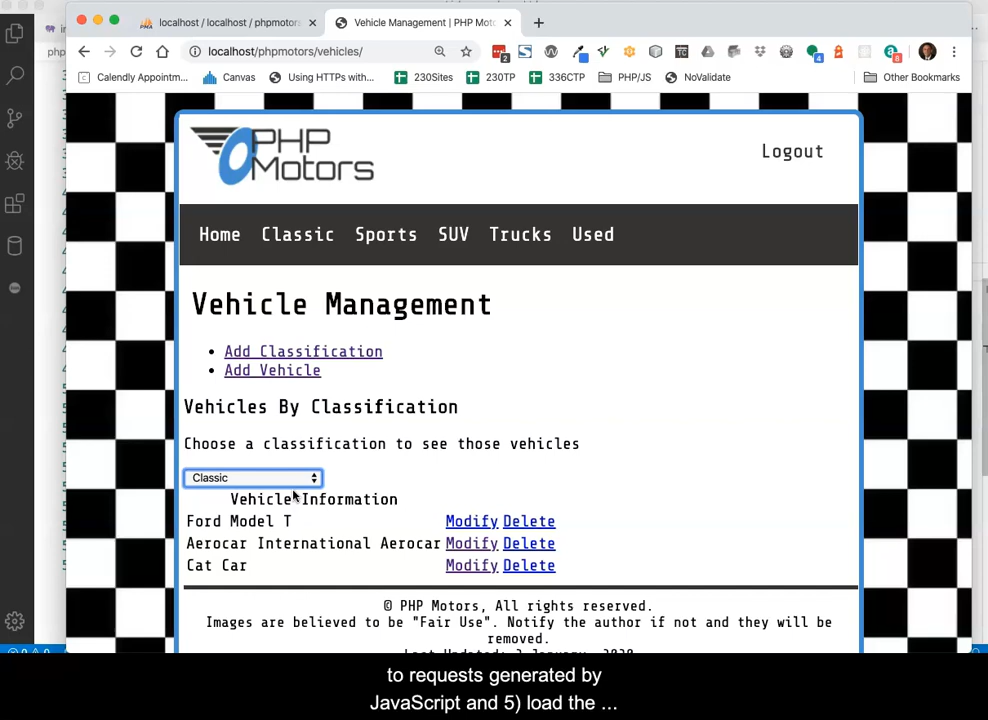 localhost / localhost / phpmotors
Vehicle Management | PHP Moto
localhost/phpmotors/vehicles/
Calendly Appointm...
Canvas
Using HTTPs with...
230Sites
230TP
336CTP
PHP/JS
NoValidate
Other Bookmarks
PHP Motors
Logout
Home Classic Sports SUV Trucks Used
Vehicle Management
Add Classification
Add Vehicle
Vehicles By Classification
Choose a classification to see those vehicles
Classic
Vehicle Information
Ford Model T Modify Delete
Aerocar International Aerocar Modify Delete
Cat Car Modify Delete
© PHP Motors, All rights reserved.
Images are believed to be "Fair Use". Notify the author if not and they will be
removed.
to requests generated by
JavaScript and 5) load the ...